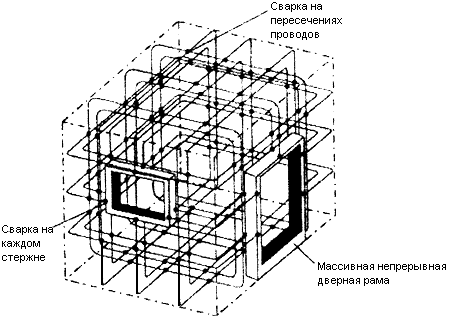 Сварка на
пересечениях
проводов
Сварка на
каждом
стержне
Массивная непрерывная
дверная рама